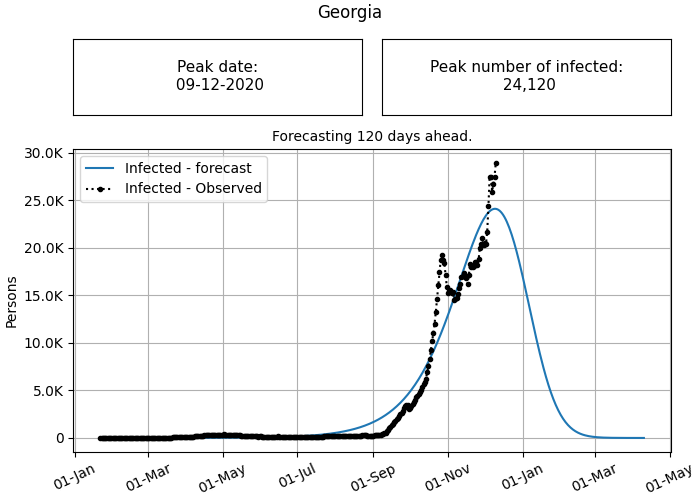 Georgia
Peak date:
09-12-2020
Peak number of infected:
24,120
Forecasting 120 days ahead.
30.0K
25.0K
20.0K
15.0K
10.0K
5.0K
0
Persons
Infected - forecast
Infected - Observed
01-Jan
01-Mar
01-May
01-Jul
01-Sep
01-Nov
01-Jan
01-Mar
01-May